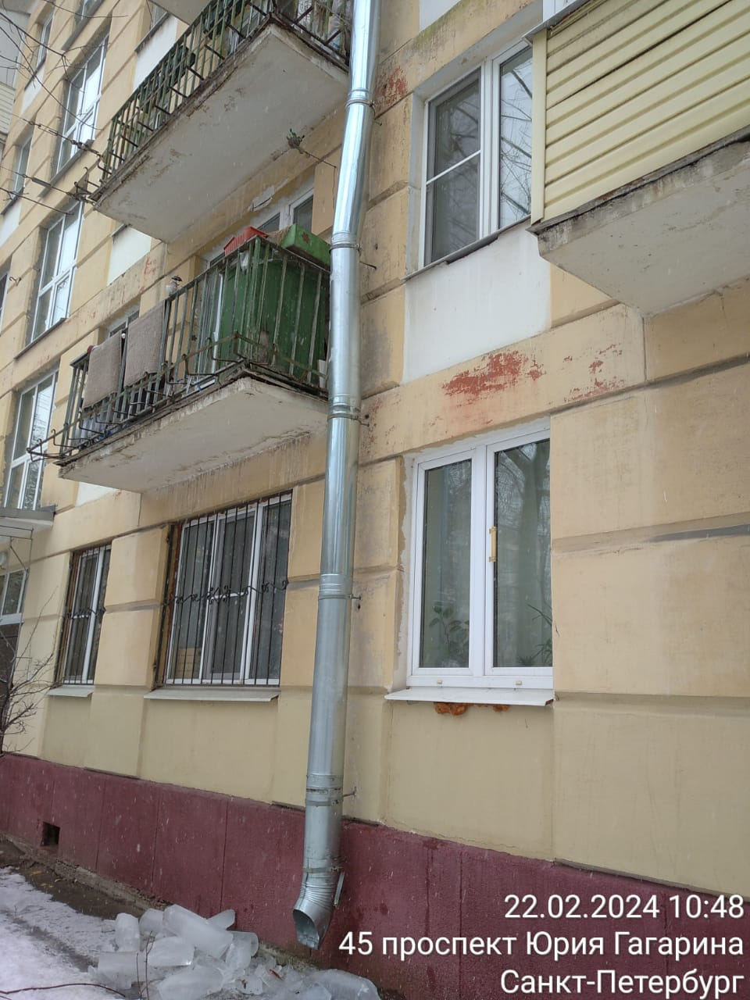 22.02.2024 10:48
45 проспект Юрия Гагарина
Санкт-Петербург